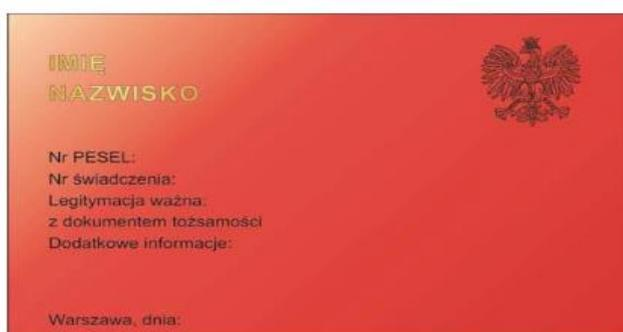 IMIĘ
NAZWISKO
Nr PESEL:
Nr świadczenia:
Legitymacja ważna:
z dokumentem tożsamości
Dodatkowe informacje:
Warszawa, dnia: